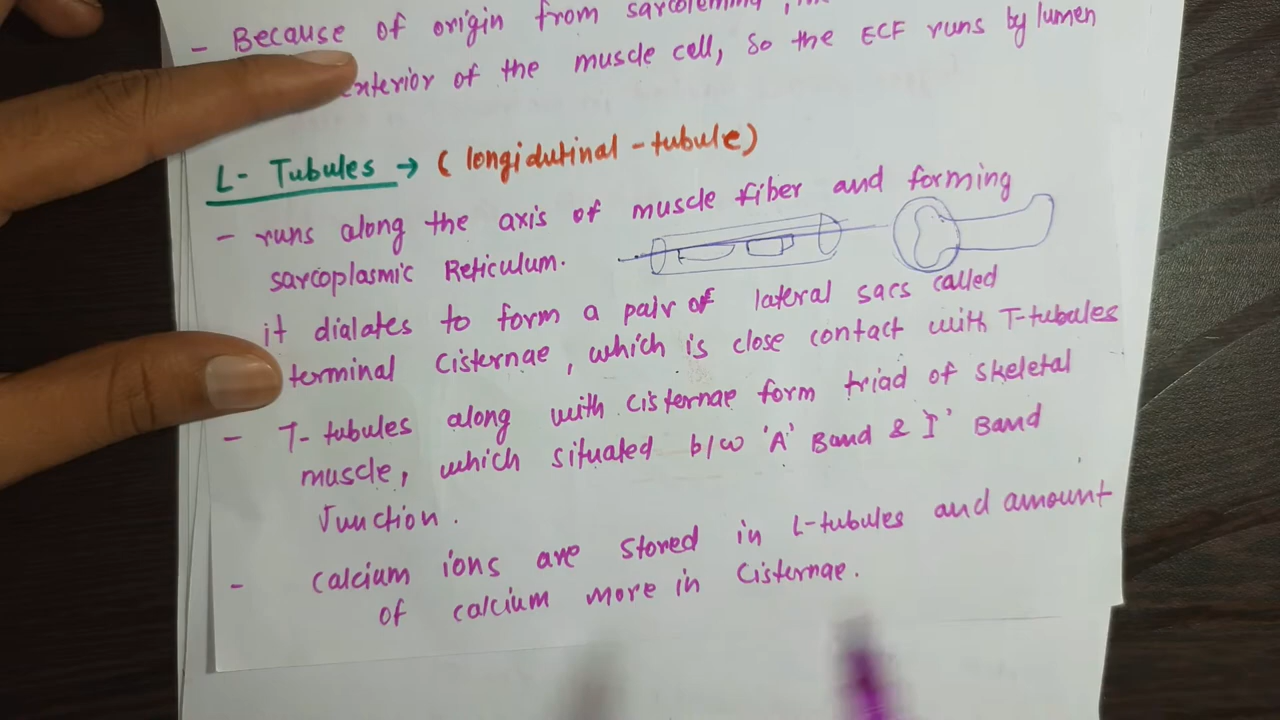 - Because of origin from sarcolemma,
exterior of the muscle cell, so the ECF runs by lumen
L- Tubules → (longidutinal-tubule)
- runs along the axis of muscle fiber and forming
sarcoplasmic Reticulum.
it dialates to form a pair of lateral sacs called
terminal Cisternae, which is close contact with T-tubules
- T-tubules along with cisternae form triad of skeletal
muscle, which situated b/w 'A' Band & I' Band
Junction.
- calcium ions are stored in L-tubules and amount
of calcium more in Cisternae.